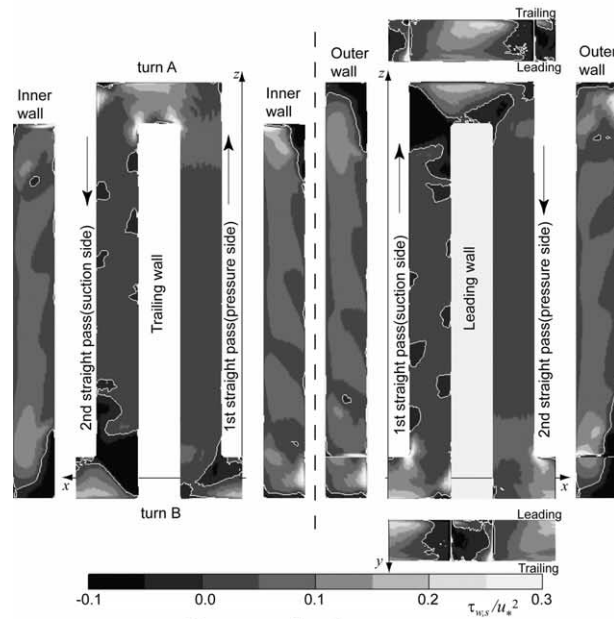 Trailing
Leading
turn A
z
Inner wall
2nd straight pass(suction side)
Trailing wall
1st straight pass(pressure side)
Inner wall
Outer wall
z
1st straight pass(suction side)
Leading wall
2nd straight pass(pressure side)
Outer wall
x
x
turn B
Leading
Trailing
y
-0.1
0.0
0.1
0.2
0.3
τw,s/u*²